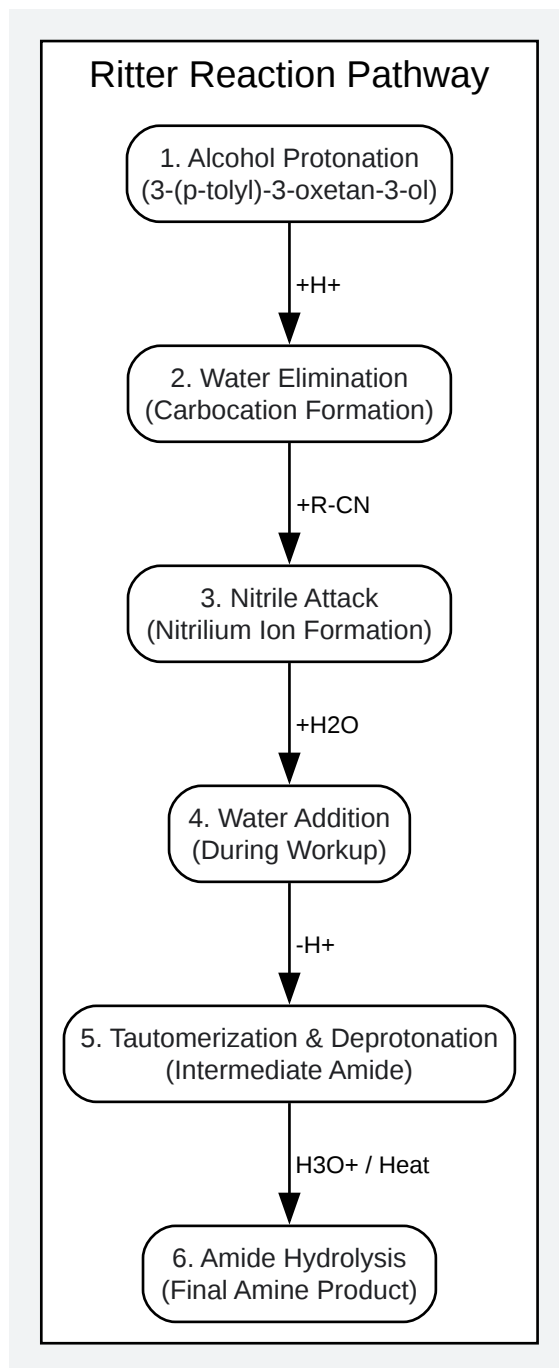 Ritter Reaction Pathway
1. Alcohol Protonation
(3-(p-tolyl)-3-oxetan-3-ol)
+H+
2. Water Elimination
(Carbocation Formation)
+R-CN
3. Nitrile Attack
(Nitrilium Ion Formation)
+H2O
4. Water Addition
(During Workup)
-H+
5. Tautomerization & Deprotonation
(Intermediate Amide)
H3O+ / Heat
6. Amide Hydrolysis
(Final Amine Product)